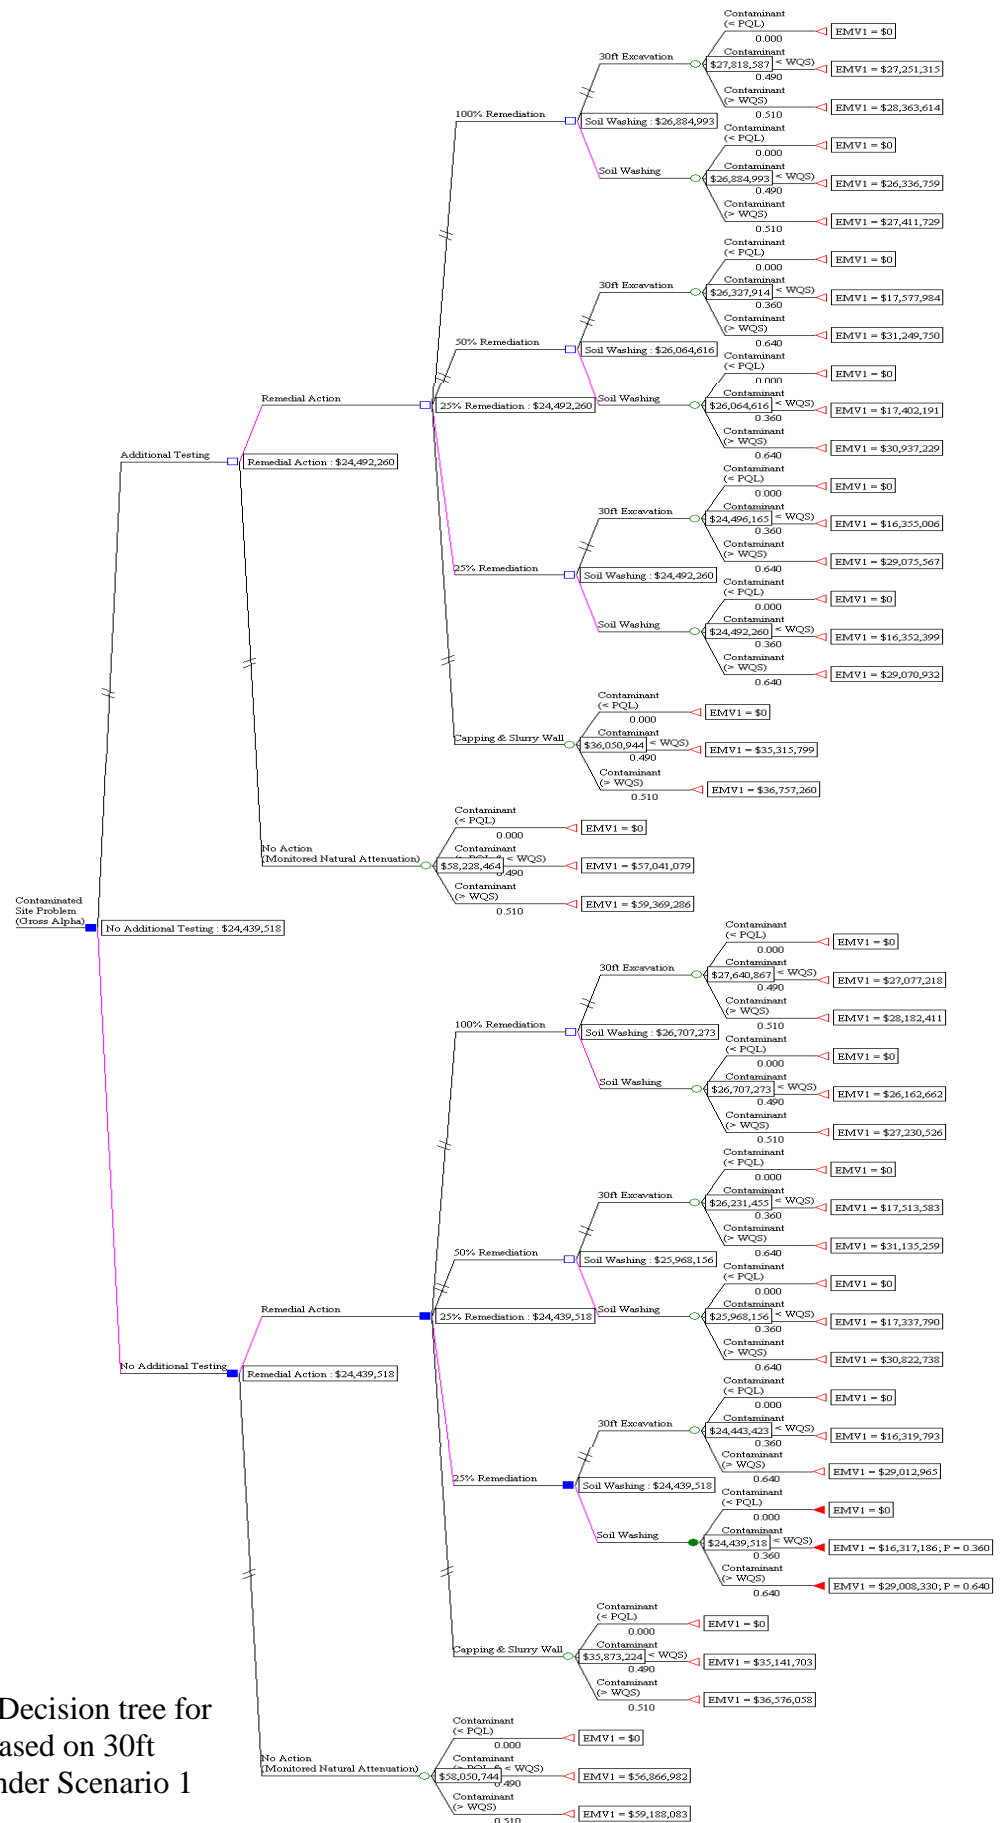 Contaminant
(< PQL)
0.000
EMV1 = $0
30ft Excavation
Contaminant
$27,818,587
< WQS)
0.490
EMV1 = $27,251,315
Contaminant
(> WQS)
0.510
EMV1 = $28,363,614
100% Remediation
Soil Washing : $26,884,993
Contaminant
(< PQL)
0.000
EMV1 = $0
Soil Washing
Contaminant
$26,884,993
< WQS)
0.490
EMV1 = $26,336,759
Contaminant
(> WQS)
0.510
EMV1 = $27,411,729
Contaminant
(< PQL)
0.000
EMV1 = $0
30ft Excavation
Contaminant
$26,327,914
< WQS)
0.360
EMV1 = $17,577,984
Contaminant
(> WQS)
0.640
EMV1 = $31,249,750
50% Remediation
Soil Washing : $26,064,616
Contaminant
(< PQL)
0.000
EMV1 = $0
Remedial Action
25% Remediation : $24,492,260
Soil Washing
Contaminant
$26,064,616
< WQS)
0.360
EMV1 = $17,402,191
Contaminant
(> WQS)
0.640
EMV1 = $30,937,229
Additional Testing
Remedial Action : $24,492,260
Contaminant
(< PQL)
0.000
EMV1 = $0
30ft Excavation
Contaminant
$24,496,165
< WQS)
0.360
EMV1 = $16,355,006
Contaminant
(> WQS)
0.640
EMV1 = $29,075,567
25% Remediation
Soil Washing : $24,492,260
Contaminant
(< PQL)
0.000
EMV1 = $0
Soil Washing
Contaminant
$24,492,260
< WQS)
0.360
EMV1 = $16,352,399
Contaminant
(> WQS)
0.640
EMV1 = $29,070,932
Contaminant
(< PQL)
0.000
EMV1 = $0
Capping & Slurry Wall
Contaminant
$36,050,944
< WQS)
0.490
EMV1 = $35,315,799
Contaminant
(> WQS)
0.510
EMV1 = $36,757,260
Contaminant
(< PQL)
0.000
EMV1 = $0
No Action
(Monitored Natural Attenuation)
Contaminant
$58,228,464
< WQS)
0.490
EMV1 = $57,041,079
Contaminant
(> WQS)
0.510
EMV1 = $59,369,286
Contaminated
Site Problem
(Gross Alpha)
No Additional Testing : $24,439,518
Contaminant
(< PQL)
0.000
EMV1 = $0
30ft Excavation
Contaminant
$27,640,867
< WQS)
0.490
EMV1 = $27,077,218
Contaminant
(> WQS)
0.510
EMV1 = $28,182,411
100% Remediation
Soil Washing : $26,707,273
Contaminant
(< PQL)
0.000
EMV1 = $0
Soil Washing
Contaminant
$26,707,273
< WQS)
0.490
EMV1 = $26,162,662
Contaminant
(> WQS)
0.510
EMV1 = $27,230,526
Contaminant
(< PQL)
0.000
EMV1 = $0
30ft Excavation
Contaminant
$26,231,455
< WQS)
0.360
EMV1 = $17,513,583
Contaminant
(> WQS)
0.640
EMV1 = $31,135,259
50% Remediation
Soil Washing : $25,968,156
Contaminant
(< PQL)
0.000
EMV1 = $0
Remedial Action
25% Remediation : $24,439,518
Soil Washing
Contaminant
$25,968,156
< WQS)
0.360
EMV1 = $17,337,790
Contaminant
(> WQS)
0.640
EMV1 = $30,822,738
No Additional Testing
Remedial Action : $24,439,518
Contaminant
(< PQL)
0.000
EMV1 = $0
30ft Excavation
Contaminant
$24,443,423
< WQS)
0.360
EMV1 = $16,319,793
Contaminant
(> WQS)
0.640
EMV1 = $29,012,965
25% Remediation
Soil Washing : $24,439,518
Contaminant
(< PQL)
0.000
EMV1 = $0
Soil Washing
Contaminant
$24,439,518
< WQS)
0.360
EMV1 = $16,317,186; P = 0.360
Contaminant
(> WQS)
0.640
EMV1 = $29,008,330; P = 0.640
Contaminant
(< PQL)
0.000
EMV1 = $0
Capping & Slurry Wall
Contaminant
$35,873,224
< WQS)
0.490
EMV1 = $35,141,703
Contaminant
(> WQS)
0.510
EMV1 = $36,576,058
Decision tree for
ased on 30ft
nder Scenario 1
Contaminant
(< PQL)
0.000
EMV1 = $0
No Action
(Monitored Natural Attenuation)
Contaminant
$58,050,744
< WQS)
0.490
EMV1 = $56,866,982
Contaminant
(> WQS)
0.510
EMV1 = $59,188,083